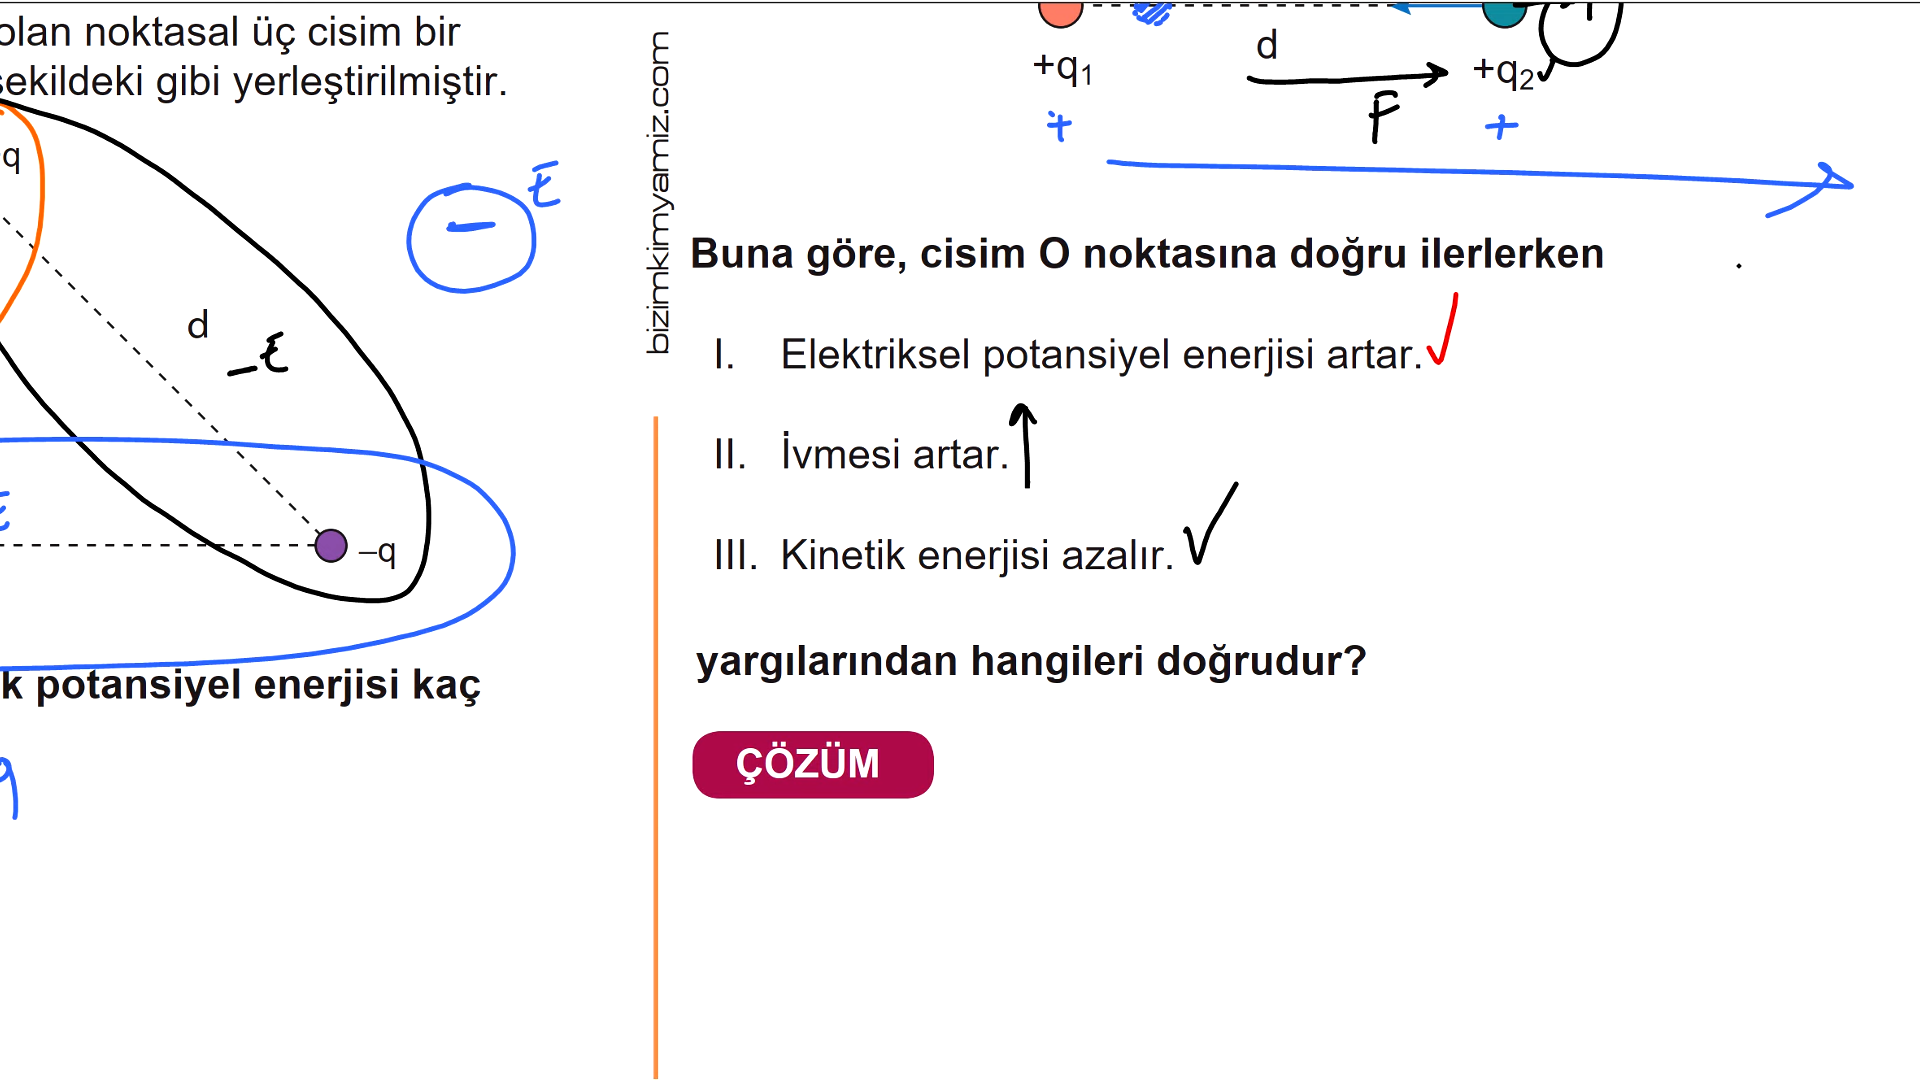 olan noktasal üç cisim bir
şekildeki gibi yerleştirilmiştir.
q
E
d
-E
E
–q
k potansiyel enerjisi kaç
q
bizimkimyamiz.com
d
+q1
+q2
F
+
+
Buna göre, cisim O noktasına doğru ilerlerken
I. Elektriksel potansiyel enerjisi artar.
II. İvmesi artar.
III. Kinetik enerjisi azalır.
yargılarından hangileri doğrudur?
ÇÖZÜM